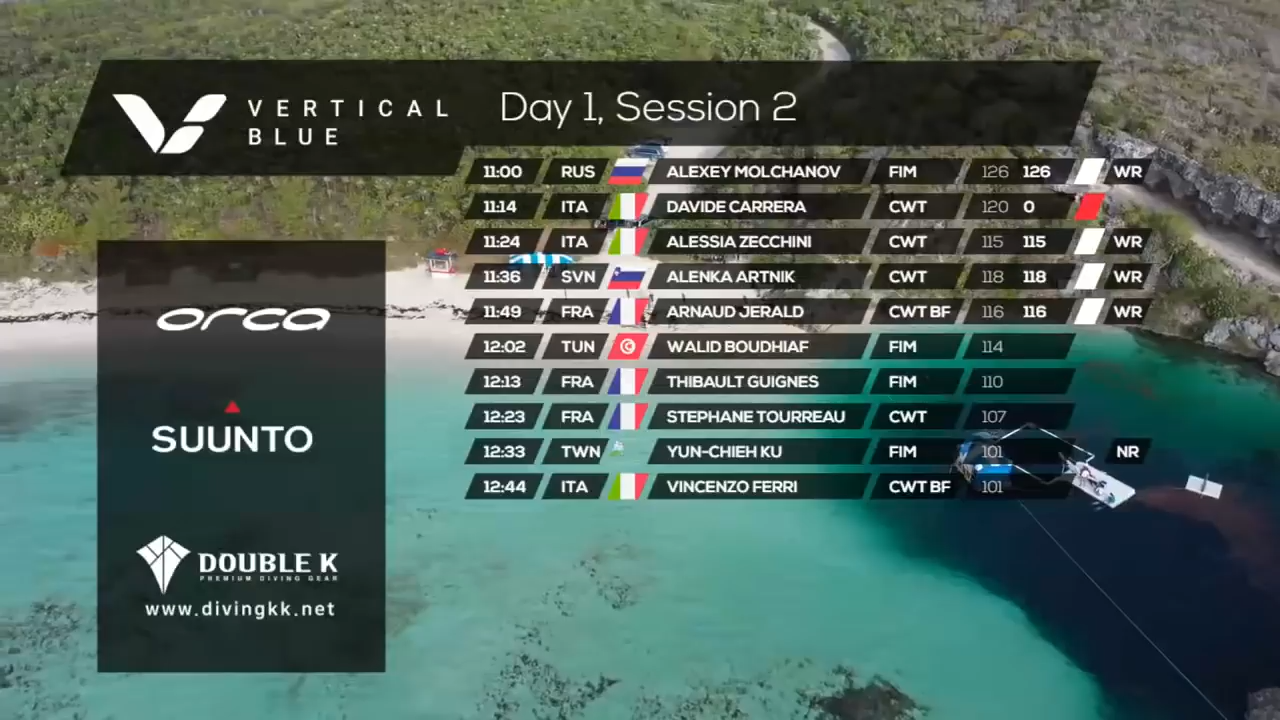 VERTICAL
BLUE
Day 1, Session 2
11:00 RUS ALEXEY MOLCHANOV FIM 126 126 WR
11:14 ITA DAVIDE CARRERA CWT 120 0
11:24 ITA ALESSIA ZECCHINI CWT 115 115 WR
11:36 SVN ALENKA ARTNIK CWT 118 118 WR
11:49 FRA ARNAUD JERALD CWT BF 116 116 WR
12:02 TUN WALID BOUDHIAF FIM 114
12:13 FRA THIBAULT GUIGNES FIM 110
12:23 FRA STEPHANE TOURREAU CWT 107
12:33 TWN YUN-CHIEH KU FIM 101 NR
12:44 ITA VINCENZO FERRI CWT BF 101
orca
SUUNTO
DOUBLE K
PREMIUM DIVING GEAR
www.divingkk.net